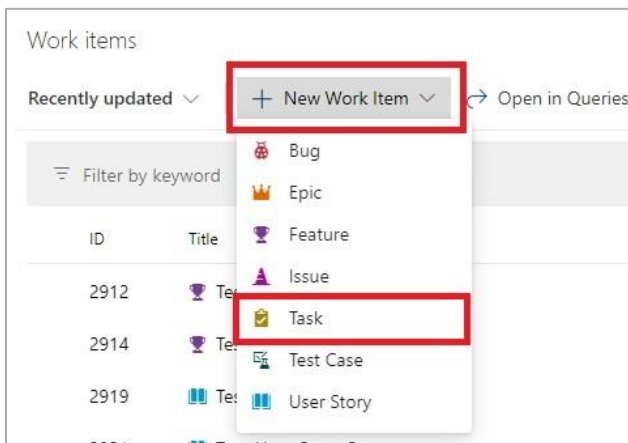 Work items
Recently updated
+ New Work Item
Open in Queries
Filter by keyword
Bug
Epic
Feature
Issue
Task
Test Case
User Story
ID Title
2912
2914
2919